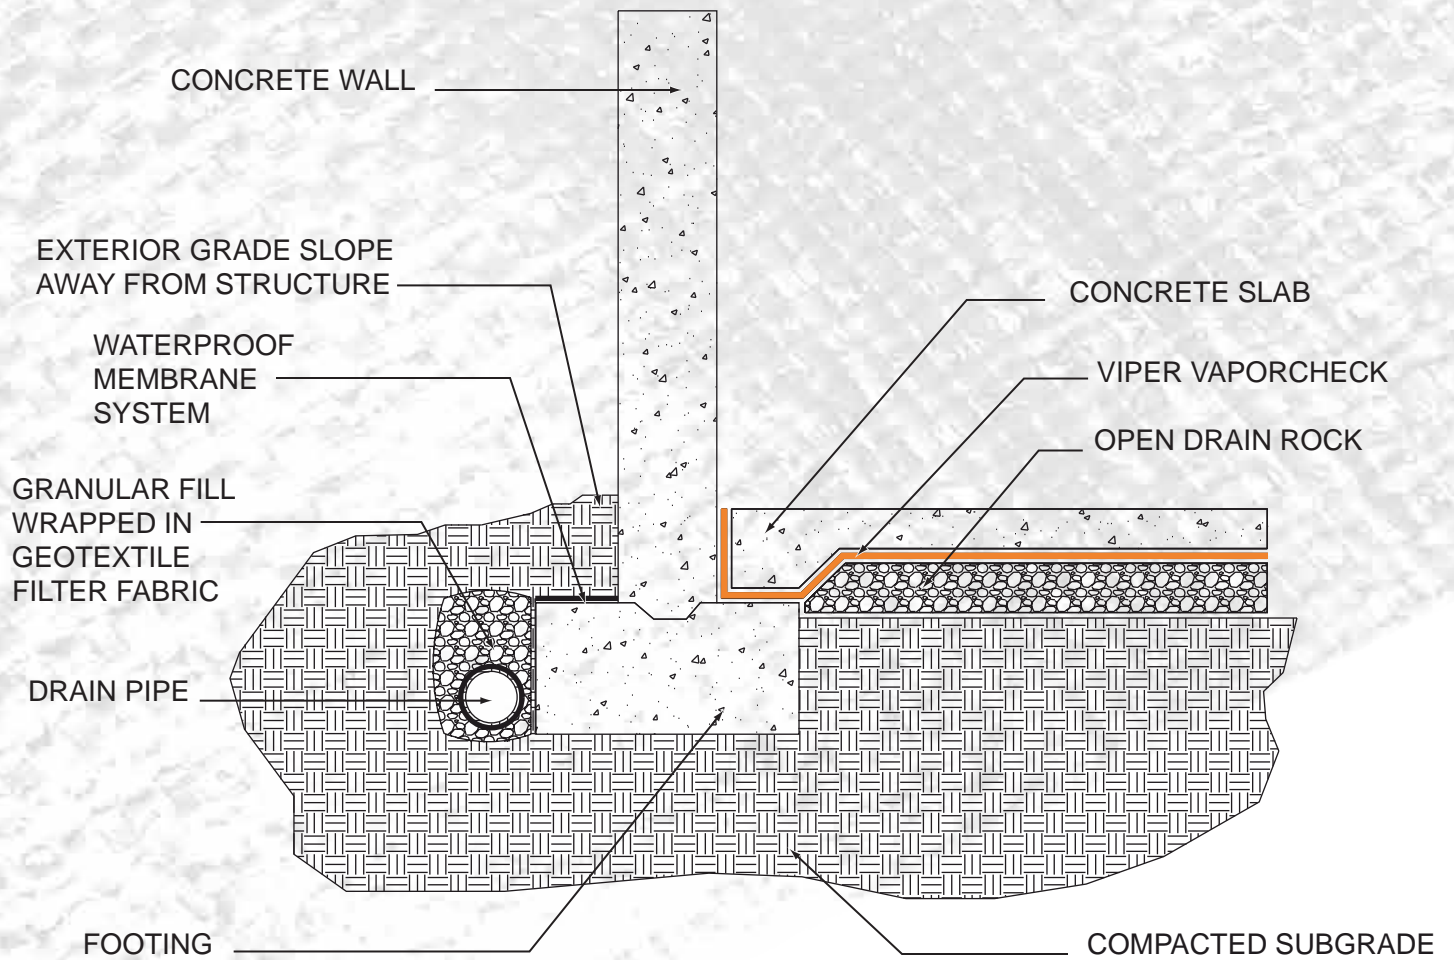 CONCRETE WALL
EXTERIOR GRADE SLOPE
AWAY FROM STRUCTURE
WATERPROOF
MEMBRANE
SYSTEM
GRANULAR FILL
WRAPPED IN
GEOTEXTILE
FILTER FABRIC
DRAIN PIPE
FOOTING
CONCRETE SLAB
VIPER VAPORCHECK
OPEN DRAIN ROCK
COMPACTED SUBGRADE